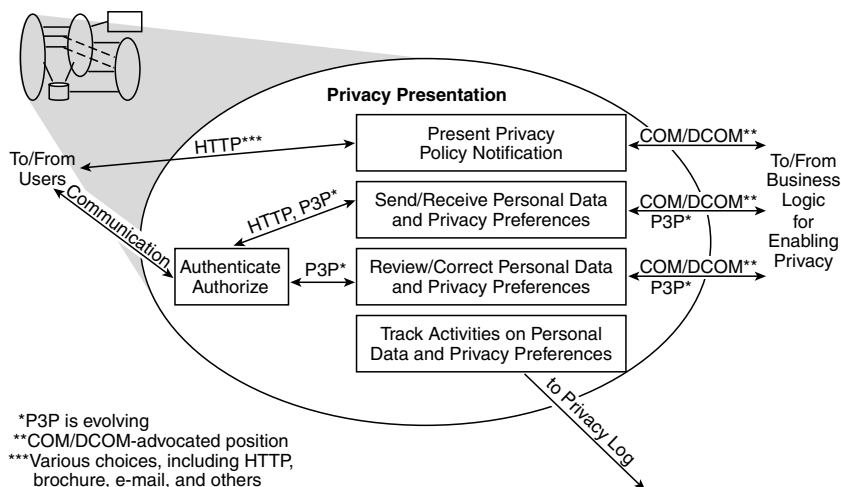 Privacy Presentation
Present Privacy
Policy Notification
HTTP***
COM/DCOM**
To/From
Users
To/From
Business
Logic
for
Enabling
Privacy
Send/Receive Personal Data
and Privacy Preferences
HTTP, P3P*
COM/DCOM**
P3P*
Communication
Authenticate
Authorize
P3P*
Review/Correct Personal Data
and Privacy Preferences
COM/DCOM**
P3P*
Track Activities on Personal
Data and Privacy Preferences
to Privacy Log
*P3P is evolving
**COM/DCOM-advocated position
***Various choices, including HTTP,
brochure, e-mail, and others